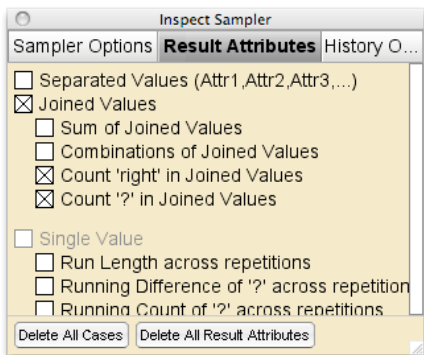 Inspect Sampler
Sampler Options Result Attributes History O...
Separated Values (Attr1,Attr2,Attr3,...)
Joined Values
Sum of Joined Values
Combinations of Joined Values
Count 'right' in Joined Values
Count '?' in Joined Values
Single Value
Run Length across repetitions
Running Difference of '?' across repetition
Running Count of '?' across repetitions
Delete All Cases Delete All Result Attributes